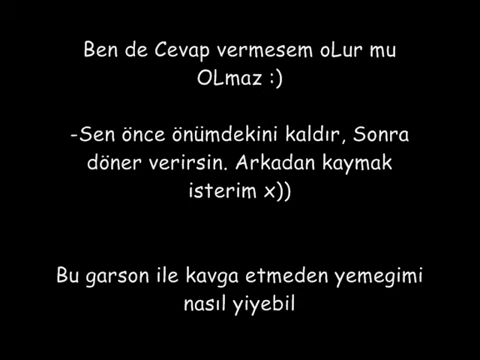 Ben de Cevap vermesem oLur mu
OLmaz :)
-Sen önce önümdekini kaldır, Sonra
döner verirsin. Arkadan kaymak
isterim x))
Bu garson ile kavga etmeden yemegimi
nasıl yiyebil